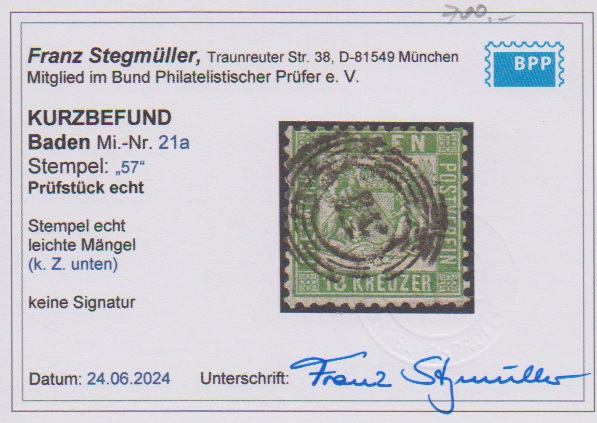 700,-
Franz Stegmüller, Traunreuter Str. 38, D-81549 München
Mitglied im Bund Philatelistischer Prüfer e. V.
BPP
KURZBEFUND
Baden Mi.-Nr. 21a
Stempel: „57“
Prüfstück echt
Stempel echt
leichte Mängel
(k. Z. unten)
keine Signatur
EN
POSTVEREIN
18 KREUZER
Datum: 24.06.2024 Unterschrift: Franz Stegmüller